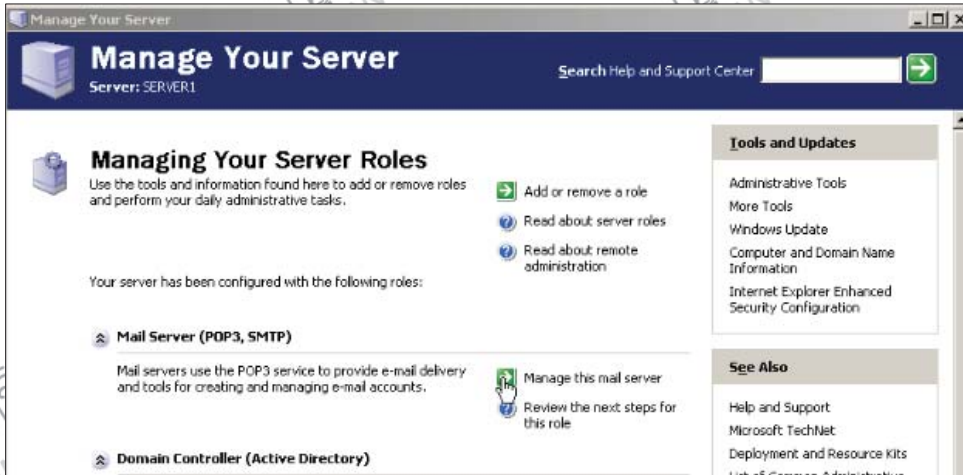 Manage Your Server
Manage Your Server
Server: SERVER1
Search Help and Support Center
Managing Your Server Roles
Use the tools and information found here to add or remove roles
and perform your daily administrative tasks.
Add or remove a role
Read about server roles
Read about remote
administration
Your server has been configured with the following roles:
Mail Server (POP3, SMTP)
Mail servers use the POP3 service to provide e-mail delivery
and tools for creating and managing e-mail accounts.
Manage this mail server
Review the next steps for
this role
Domain Controller (Active Directory)
Tools and Updates
Administrative Tools
More Tools
Windows Update
Computer and Domain Name
Information
Internet Explorer Enhanced
Security Configuration
See Also
Help and Support
Microsoft TechNet
Deployment and Resource Kits
List of Common Administrative